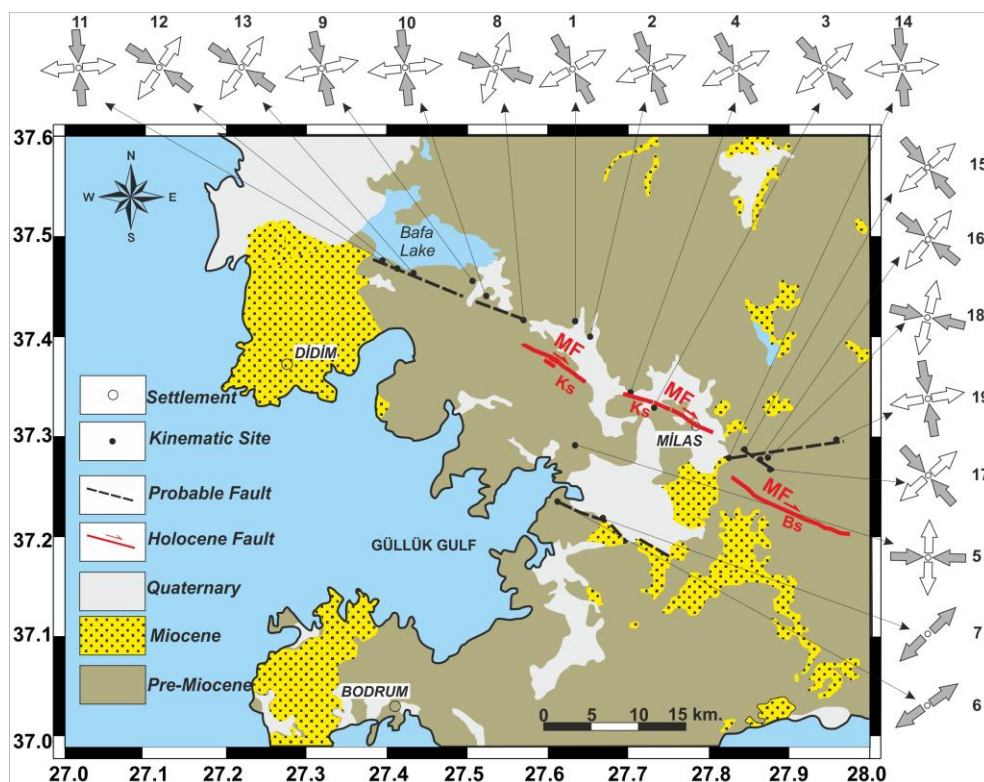 11 12 13 9 10 8 1 2 4 3 14
37.6
15
N
W E
S
16
37.5
Bafa
Lake
18
37.4
MF
DİDİM
Ks
19
Settlement
MF
Ks
Kinematic Site
MİLAS
37.3
17
Probable Fault
MF
Bs
Holocene Fault
GÜLLÜK GULF
5
37.2
Quaternary
7
37.1
Miocene
Pre-Miocene
BODRUM
6
0 5 10 15 km.
37.0
27.0 27.1 27.2 27.3 27.4 27.5 27.6 27.7 27.8 27.9 28.0